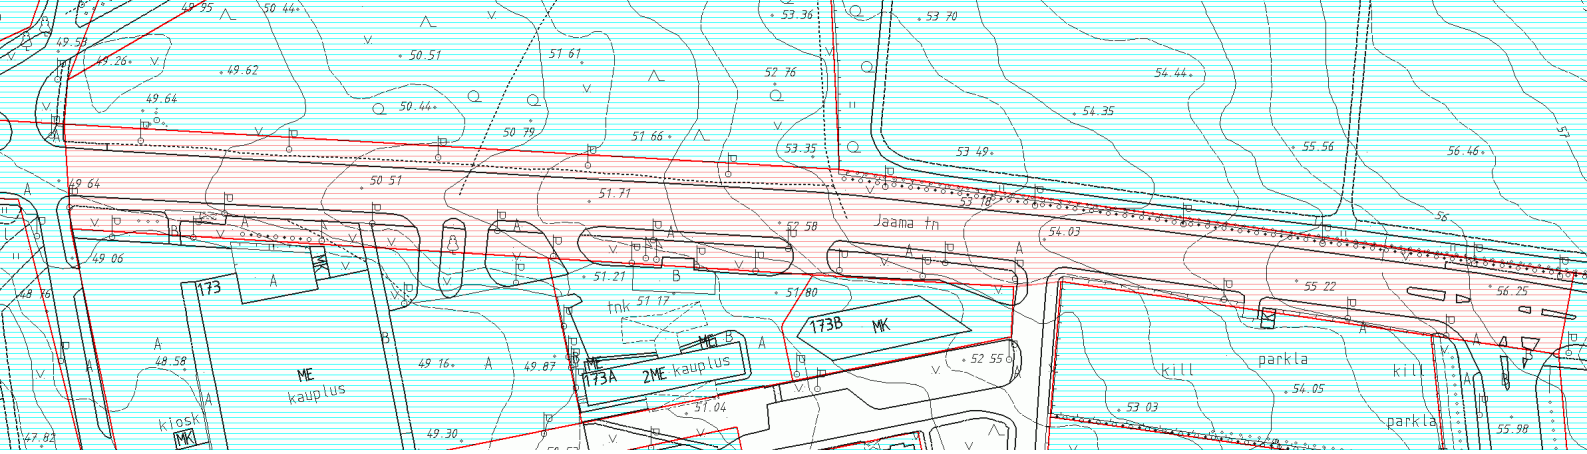 49.95
50 44
53.36
53 70
49.53
49.26
50.51
51 61
49.62
52 76
54.44
49.64
50.44
54.35
50 79
51 66
57
53.35
53 49
55.56
56.46
49 64
50 51
51.71
53 18
56
52 58
Jaama tn
54.03
B
A
49 06
MK
51.21
B
173
A
tnk
51 17
51 80
55 22
56.25
48 76
173B
MK
A
48.58
B
49 16
A
49.87
ME
ME
B
A
52 55
parkla
kill
kill
ME
kauplus
173A
2ME kauplus
54.05
kiosk
MK
51.04
53 03
parkla
47.82
49.30
55.98